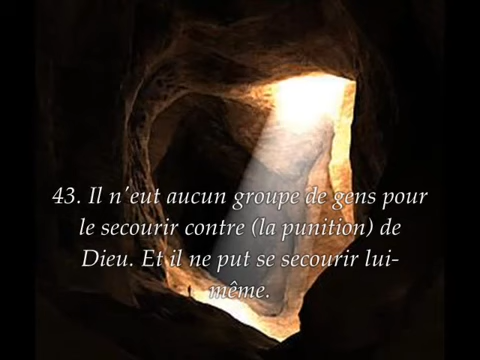 43. Il n'eut aucun groupe de gens pour
le secourir contre (la punition) de
Dieu. Et il ne put se secourir lui-
même.